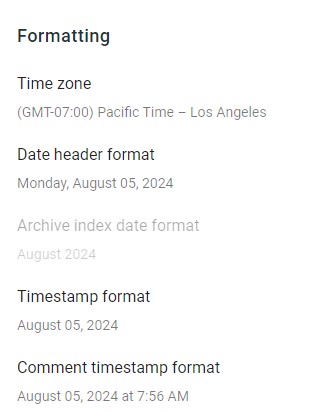 Formatting
Time zone
(GMT-07:00) Pacific Time – Los Angeles
Date header format
Monday, August 05, 2024
Archive index date format
August 2024
Timestamp format
August 05, 2024
Comment timestamp format
August 05, 2024 at 7:56 AM